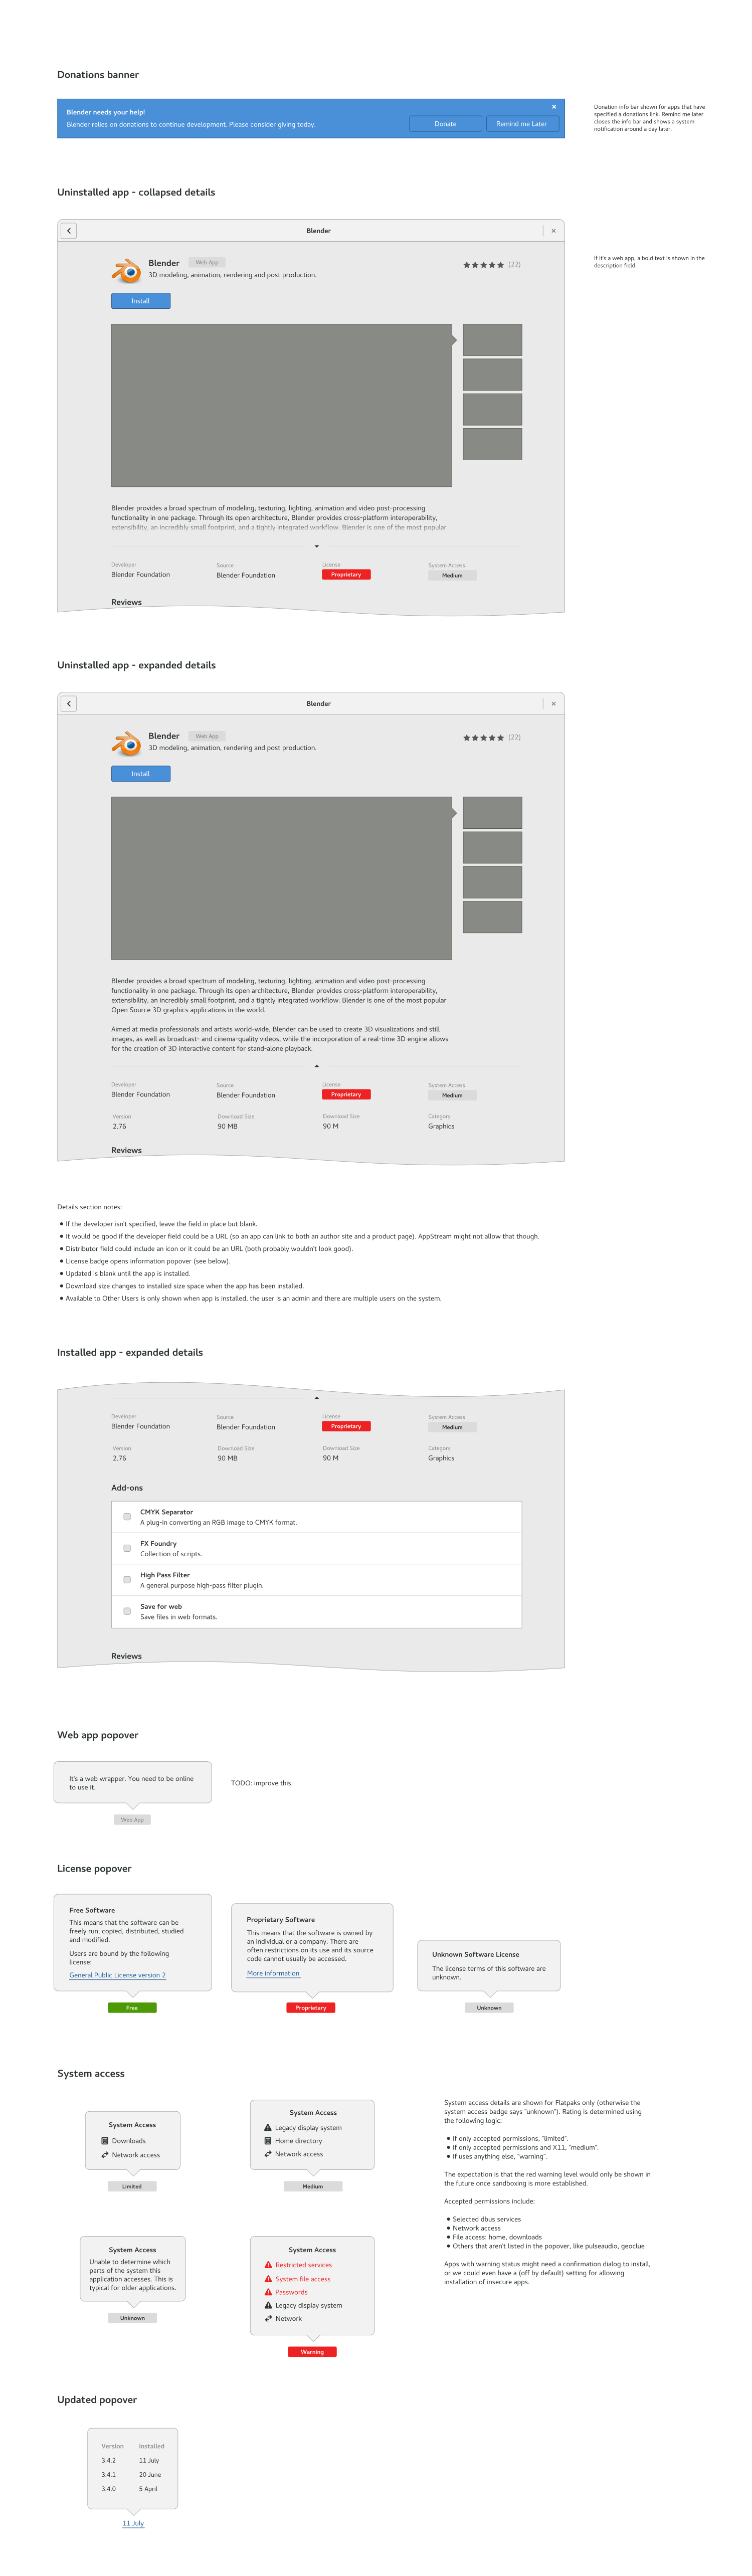 Donations banner
Blender needs your help!
Blender relies on donations to continue development. Please consider giving today.
Donate
Remind me Later
Donation info bar shown for apps that have
specified a donations link. Remind me later
closes the info bar and shows a system
notification around a day later.
Uninstalled app - collapsed details
Blender
Blender
Web App
3D modeling, animation, rendering and post production.
(22)
If it's a web app, a bold text is shown in the
description field.
Install
Blender provides a broad spectrum of modeling, texturing, lighting, animation and video post-processing
functionality in one package. Through its open architecture, Blender provides cross-platform interoperability,
extensibility, an incredibly small footprint, and a tightly integrated workflow. Blender is one of the most popular
Developer
Source
License
System Access
Blender Foundation
Blender Foundation
Proprietary
Medium
Reviews
Uninstalled app - expanded details
Blender
Blender
Web App
3D modeling, animation, rendering and post production.
(22)
Install
Blender provides a broad spectrum of modeling, texturing, lighting, animation and video post-processing
functionality in one package. Through its open architecture, Blender provides cross-platform interoperability,
extensibility, an incredibly small footprint, and a tightly integrated workflow. Blender is one of the most popular
Open Source 3D graphics applications in the world.
Aimed at media professionals and artists world-wide, Blender can be used to create 3D visualizations and still
images, as well as broadcast- and cinema-quality videos, while the incorporation of a real-time 3D engine allows
for the creation of 3D interactive content for stand-alone playback.
Developer
Source
License
System Access
Blender Foundation
Blender Foundation
Proprietary
Medium
Version
Download Size
Download Size
Category
2.76
90 MB
90 M
Graphics
Reviews
Details section notes:
● If the developer isn't specified, leave the field in place but blank.
● It would be good if the developer field could be a URL (so an app can link to both an author site and a product page). AppStream might not allow that though.
● Distributor field could include an icon or it could be an URL (both probably wouldn't look good).
● License badge opens information popover (see below).
● Updated is blank until the app is installed.
● Download size changes to installed size space when the app has been installed.
● Available to Other Users is only shown when app is installed, the user is an admin and there are multiple users on the system.
Installed app - expanded details
Developer
Source
License
System Access
Blender Foundation
Blender Foundation
Proprietary
Medium
Version
Download Size
Download Size
Category
2.76
90 MB
90 M
Graphics
Add-ons
CMYK Separator
A plug-in converting an RGB image to CMYK format.
FX Foundry
Collection of scripts.
High Pass Filter
A general purpose high-pass filter plugin.
Save for web
Save files in web formats.
Reviews
Web app popover
It's a web wrapper. You need to be online
to use it.
Web App
TODO: improve this.
License popover
Free Software
This means that the software can be
freely run, copied, distributed, studied
and modified.
Users are bound by the following
license:
General Public License version 2
Free
Proprietary Software
This means that the software is owned by
an individual or a company. There are
often restrictions on its use and its source
code cannot usually be accessed.
More information
Proprietary
Unknown Software License
The license terms of this software are
unknown.
Unknown
System access
System Access
Downloads
Network access
Limited
System Access
Legacy display system
Home directory
Network access
Medium
System Access
Unable to determine which
parts of the system this
application accesses. This is
typical for older applications.
Unknown
System Access
Restricted services
System file access
Passwords
Legacy display system
Network
Warning
System access details are shown for Flatpaks only (otherwise the
system access badge says "unknown"). Rating is determined using
the following logic:
● If only accepted permissions, "limited".
● If only accepted permissions and X11, "medium".
● If uses anything else, "warning".
The expectation is that the red warning level would only be shown in
the future once sandboxing is more established.
Accepted permissions include:
● Selected dbus services
● Network access
● File access: home, downloads
● Others that aren't listed in the popover, like pulseaudio, geoclue
Apps with warning status might need a confirmation dialog to install,
or we could even have a (off by default) setting for allowing
installation of insecure apps.
Updated popover
Version
Installed
3.4.2
11 July
3.4.1
20 June
3.4.0
5 April
11 July